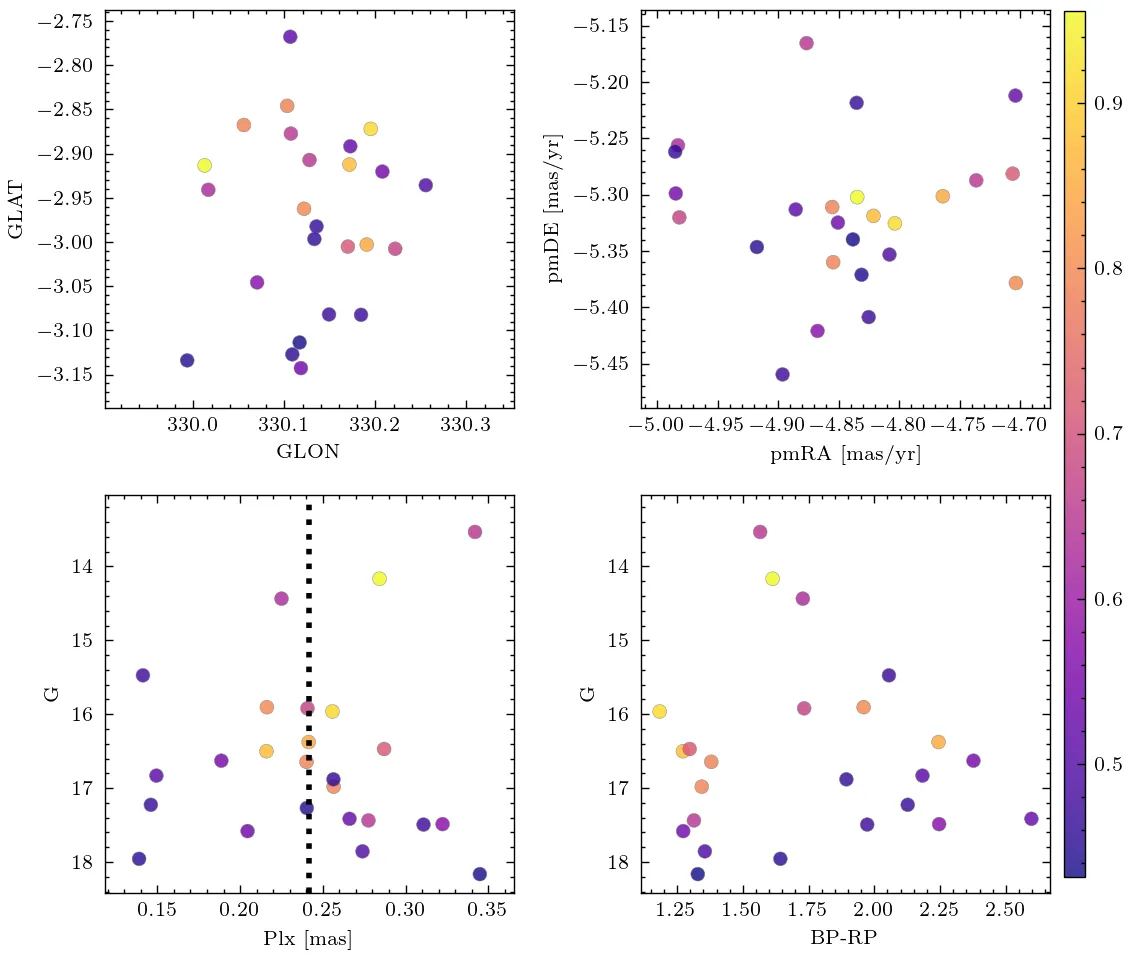 −2.75
−2.80
−2.85
−2.90
−2.95
−3.00
−3.05
−3.10
−3.15
GLAT
330.0 330.1 330.2 330.3
GLON
−5.15
−5.20
−5.25
−5.30
−5.35
−5.40
−5.45
pmDE [mas/yr]
−5.00 −4.95 −4.90 −4.85 −4.80 −4.75 −4.70
pmRA [mas/yr]
0.9
0.8
0.7
0.6
0.5
14
15
16
17
18
G
0.15 0.20 0.25 0.30 0.35
Plx [mas]
14
15
16
17
18
G
1.25 1.50 1.75 2.00 2.25 2.50
BP-RP